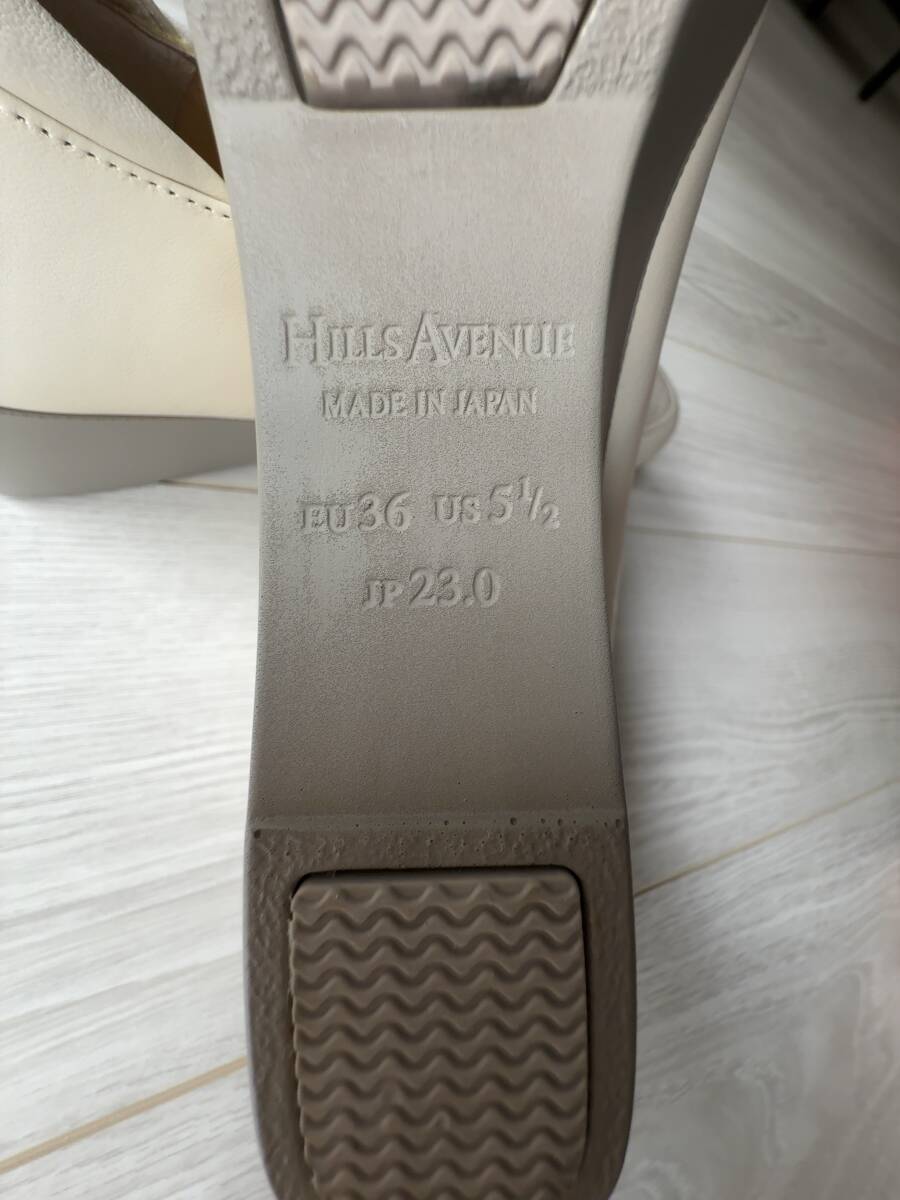 HILLS AVENUE
MADE IN JAPAN
EU 36 US 5½
JP 23.0